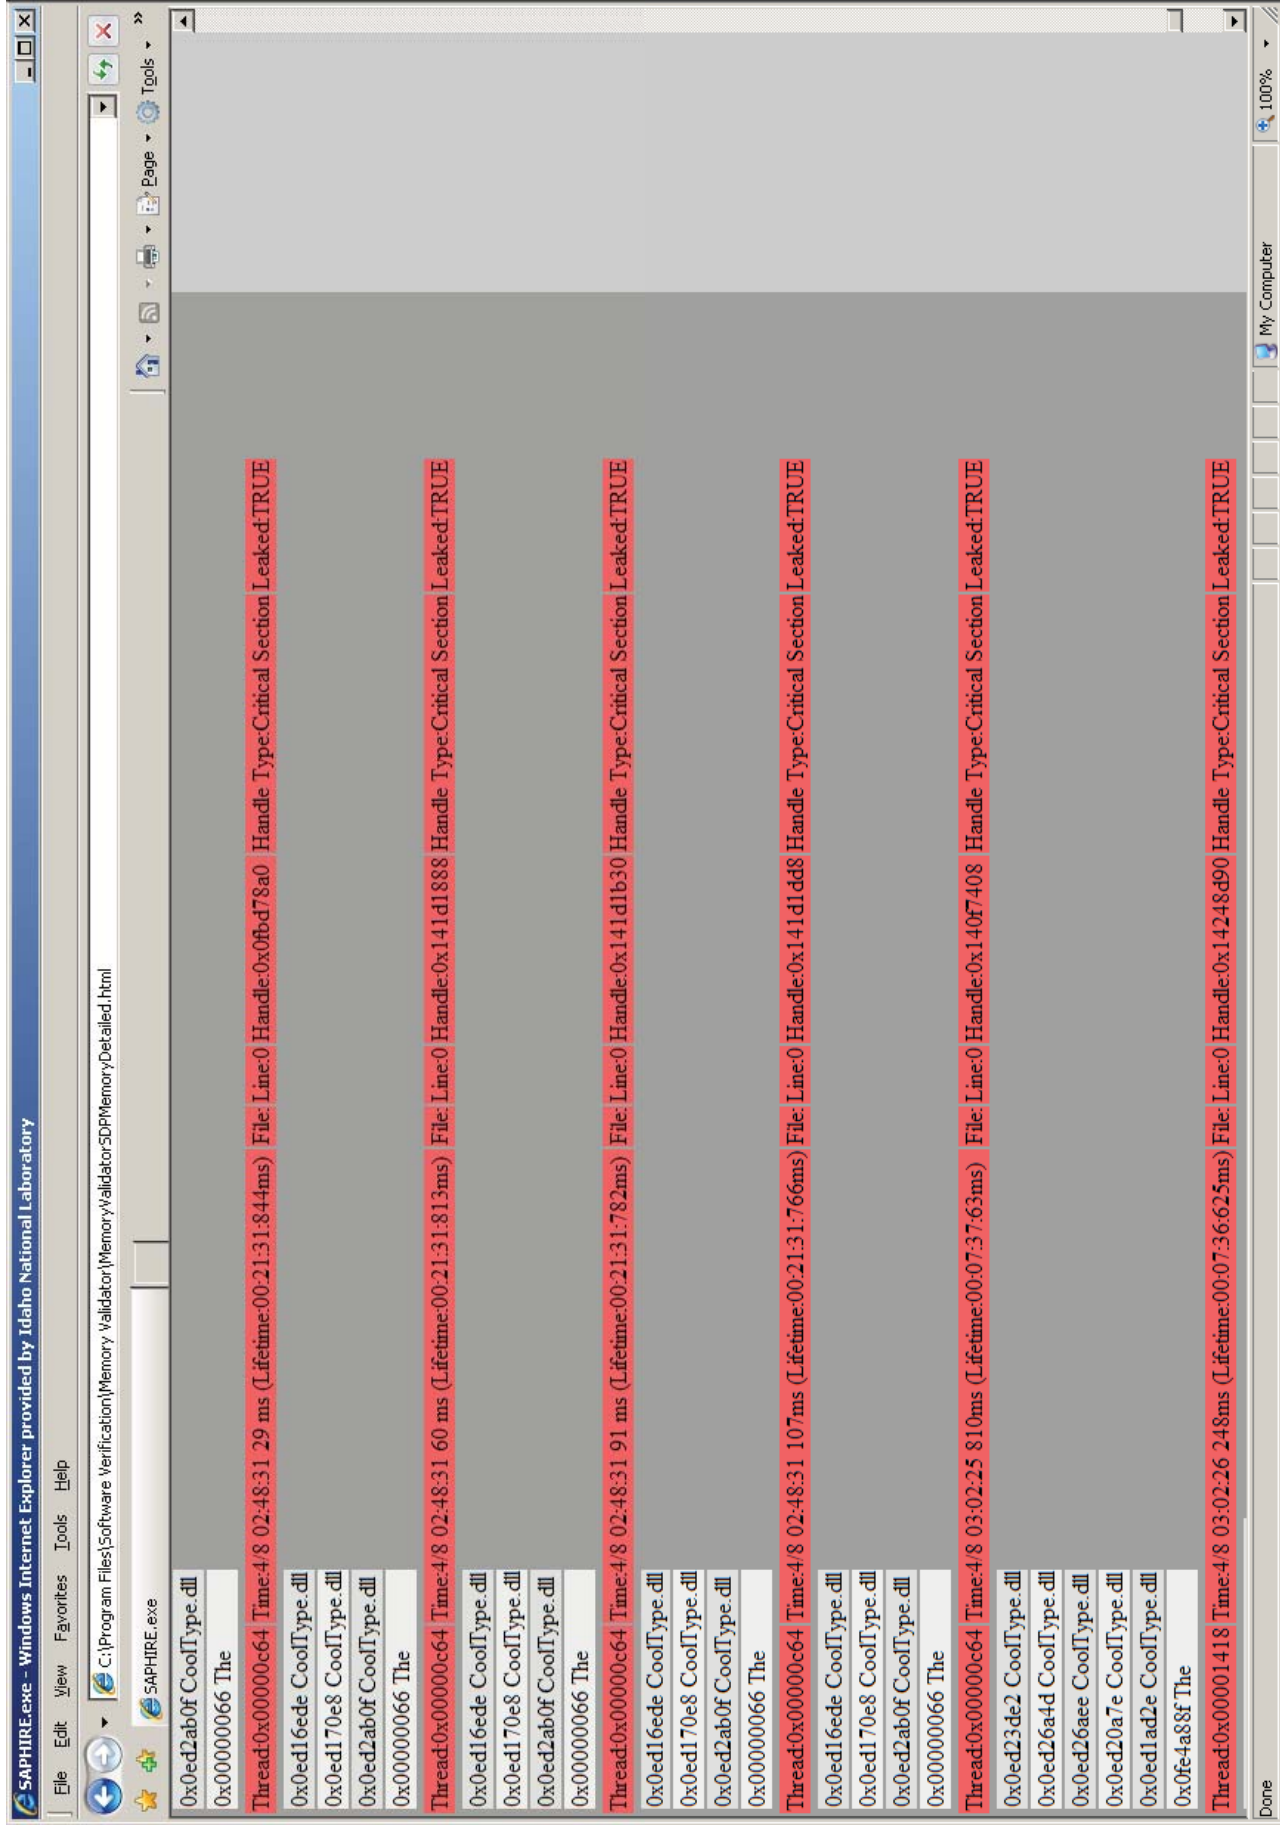 SAPHIRE.exe - Windows Internet Explorer provided by Idaho National Laboratory
File Edit View Favorites Tools Help
C:\Program Files\Software Verification\Memory Validator\MemoryValidatorSDPMemoryDetailed.html
SAPHIRE.exe Page Tools
0x0ed2ab0f CoolType.dll
0x00000066 The
Thread:0x00000c64 Time:4/8 02:48:31 29 ms (Lifetime:00:21:31:844ms) File: Line:0 Handle:0x0fbd78a0 Handle Type:Critical Section Leaked:TRUE
0x0ed16ede CoolType.dll
0x0ed170e8 CoolType.dll
0x0ed2ab0f CoolType.dll
0x00000066 The
Thread:0x00000c64 Time:4/8 02:48:31 60 ms (Lifetime:00:21:31:813ms) File: Line:0 Handle:0x141d1888 Handle Type:Critical Section Leaked:TRUE
0x0ed16ede CoolType.dll
0x0ed170e8 CoolType.dll
0x0ed2ab0f CoolType.dll
0x00000066 The
Thread:0x00000c64 Time:4/8 02:48:31 91 ms (Lifetime:00:21:31:782ms) File: Line:0 Handle:0x141d1b30 Handle Type:Critical Section Leaked:TRUE
0x0ed16ede CoolType.dll
0x0ed170e8 CoolType.dll
0x0ed2ab0f CoolType.dll
0x00000066 The
Thread:0x00000c64 Time:4/8 02:48:31 107ms (Lifetime:00:21:31:766ms) File: Line:0 Handle:0x141d1dd8 Handle Type:Critical Section Leaked:TRUE
0x0ed16ede CoolType.dll
0x0ed170e8 CoolType.dll
0x0ed2ab0f CoolType.dll
0x00000066 The
Thread:0x00000c64 Time:4/8 03:02:25 810ms (Lifetime:00:07:37:63ms) File: Line:0 Handle:0x140f7408 Handle Type:Critical Section Leaked:TRUE
0x0ed23de2 CoolType.dll
0x0ed26a4d CoolType.dll
0x0ed26aee CoolType.dll
0x0ed20a7e CoolType.dll
0x0ed1ad2e CoolType.dll
0x0fe4a88f The
Thread:0x00001418 Time:4/8 03:02:26 248ms (Lifetime:00:07:36:625ms) File: Line:0 Handle:0x14248d90 Handle Type:Critical Section Leaked:TRUE
Done My Computer 100%